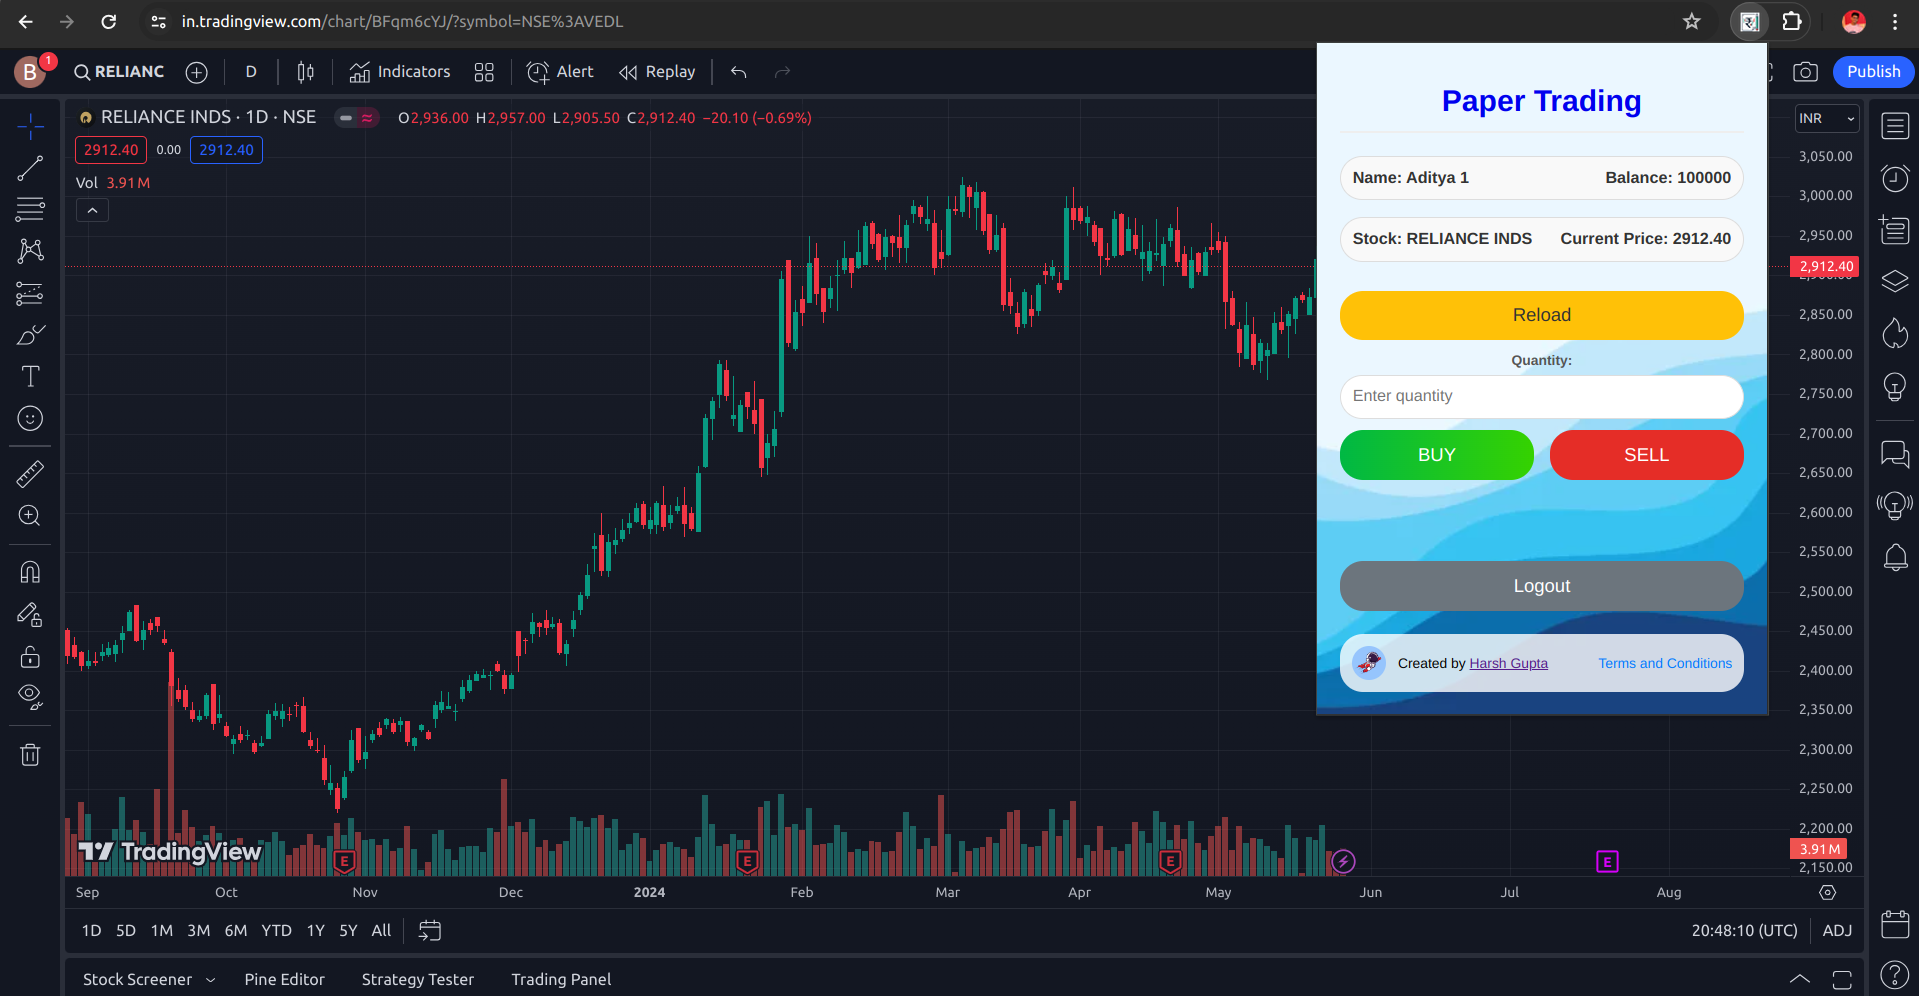 in.tradingview.com/chart/BFqm6cYJ/?symbol=NSE%3AVEDL
B 1 RELIANC D Indicators Alert Replay Publish
RELIANCE INDS · 1D · NSE O2,936.00 H2,957.00 L2,905.50 C2,912.40 −20.10 (−0.69%)
2912.40 0.00 2912.40
Vol 3.91 M
Paper Trading
Name: Aditya 1 Balance: 100000
Stock: RELIANCE INDS Current Price: 2912.40
Reload
Quantity:
Enter quantity
BUY SELL
Logout
Created by Harsh Gupta Terms and Conditions
INR
3,050.00
3,000.00
2,950.00
2,912.40
2,850.00
2,800.00
2,750.00
2,700.00
2,650.00
2,600.00
2,550.00
2,500.00
2,450.00
2,400.00
2,350.00
2,300.00
2,250.00
2,200.00
3.91 M
2,150.00
TradingView
E E E E
Sep Oct Nov Dec 2024 Feb Mar Apr May Jun Jul Aug
1D 5D 1M 3M 6M YTD 1Y 5Y All 20:48:10 (UTC) ADJ
Stock Screener Pine Editor Strategy Tester Trading Panel